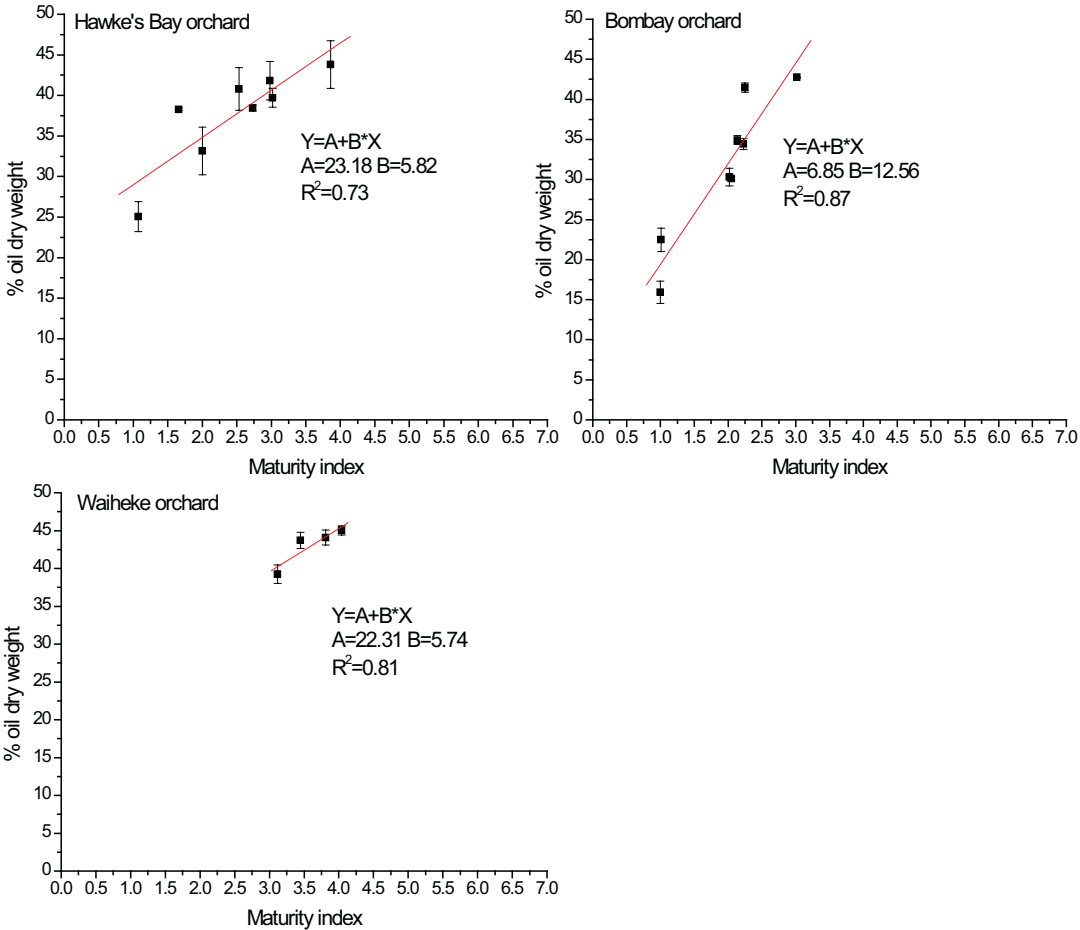 Hawke's Bay orchard
% oil dry weight
50
45
40
35
30
25
20
15
10
5
0
Y=A+B*X
A=23.18 B=5.82
R²=0.73
0.0 0.5 1.0 1.5 2.0 2.5 3.0 3.5 4.0 4.5 5.0 5.5 6.0 6.5 7.0
Maturity index
Bombay orchard
% oil dry weight
50
45
40
35
30
25
20
15
10
5
0
Y=A+B*X
A=6.85 B=12.56
R²=0.87
0.0 0.5 1.0 1.5 2.0 2.5 3.0 3.5 4.0 4.5 5.0 5.5 6.0 6.5 7.0
Maturity index
Waiheke orchard
% oil dry weight
50
45
40
35
30
25
20
15
10
5
0
Y=A+B*X
A=22.31 B=5.74
R²=0.81
0.0 0.5 1.0 1.5 2.0 2.5 3.0 3.5 4.0 4.5 5.0 5.5 6.0 6.5 7.0
Maturity index